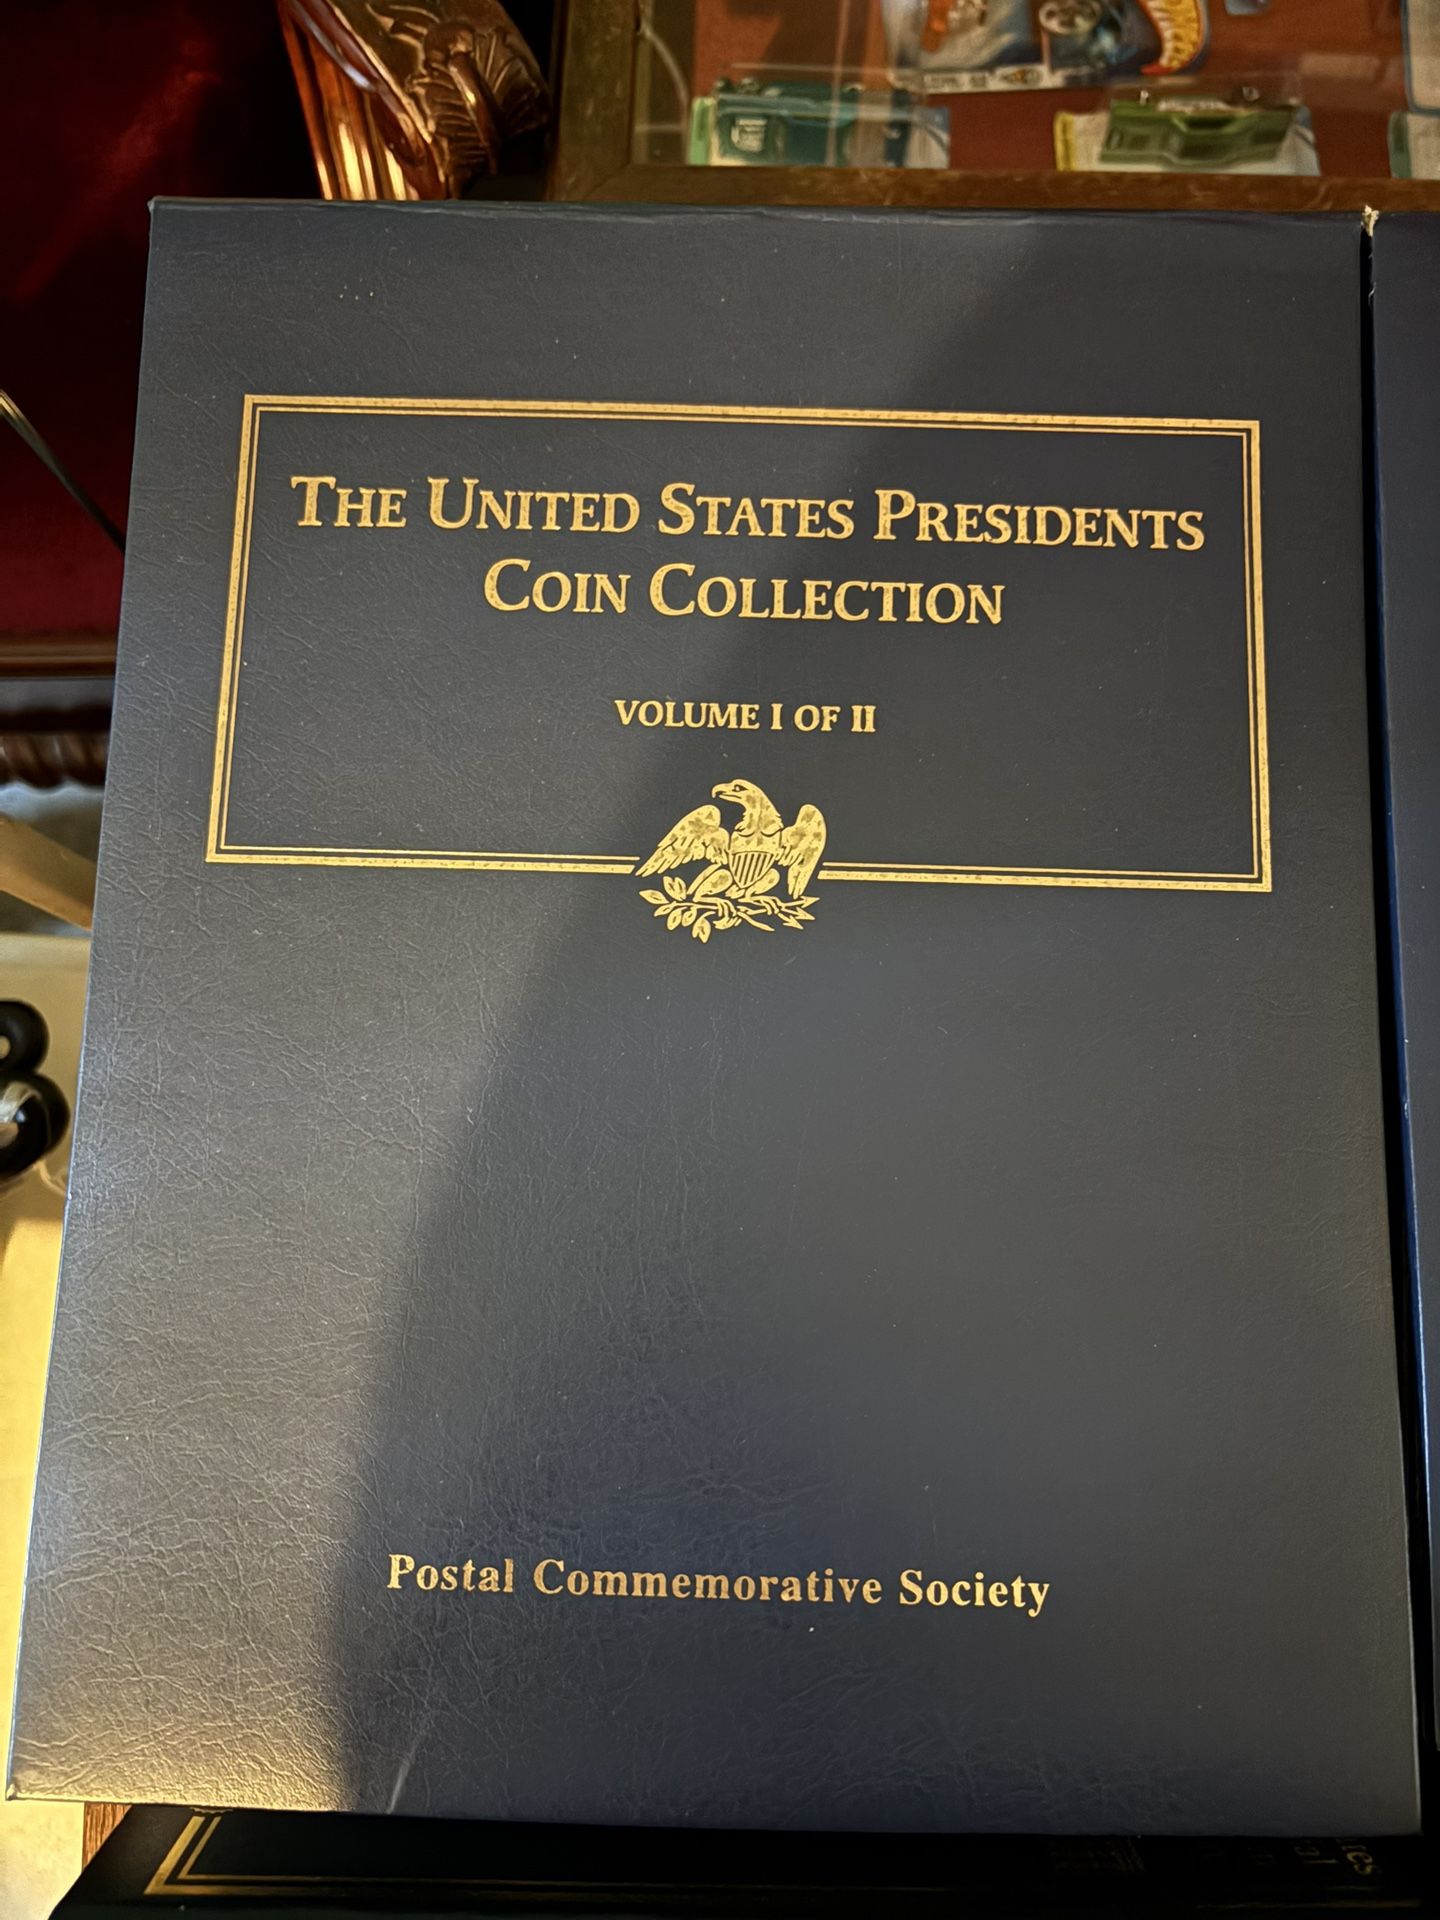 THE UNITED STATES PRESIDENTS
COIN COLLECTION
VOLUME I OF II
Postal Commemorative Society